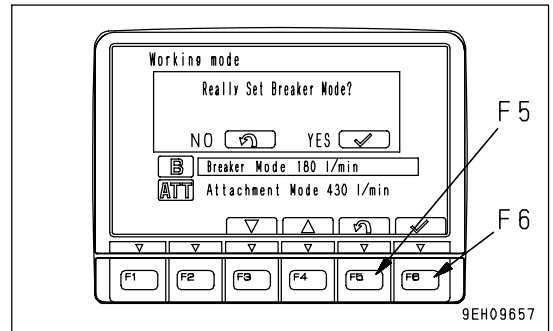 Working mode
Really Set Breaker Mode?
NO YES
B Breaker Mode 180 l/min
ATT Attachment Mode 430 l/min
F5
F6
F1 F2 F3 F4 F5 F6
9EH09657